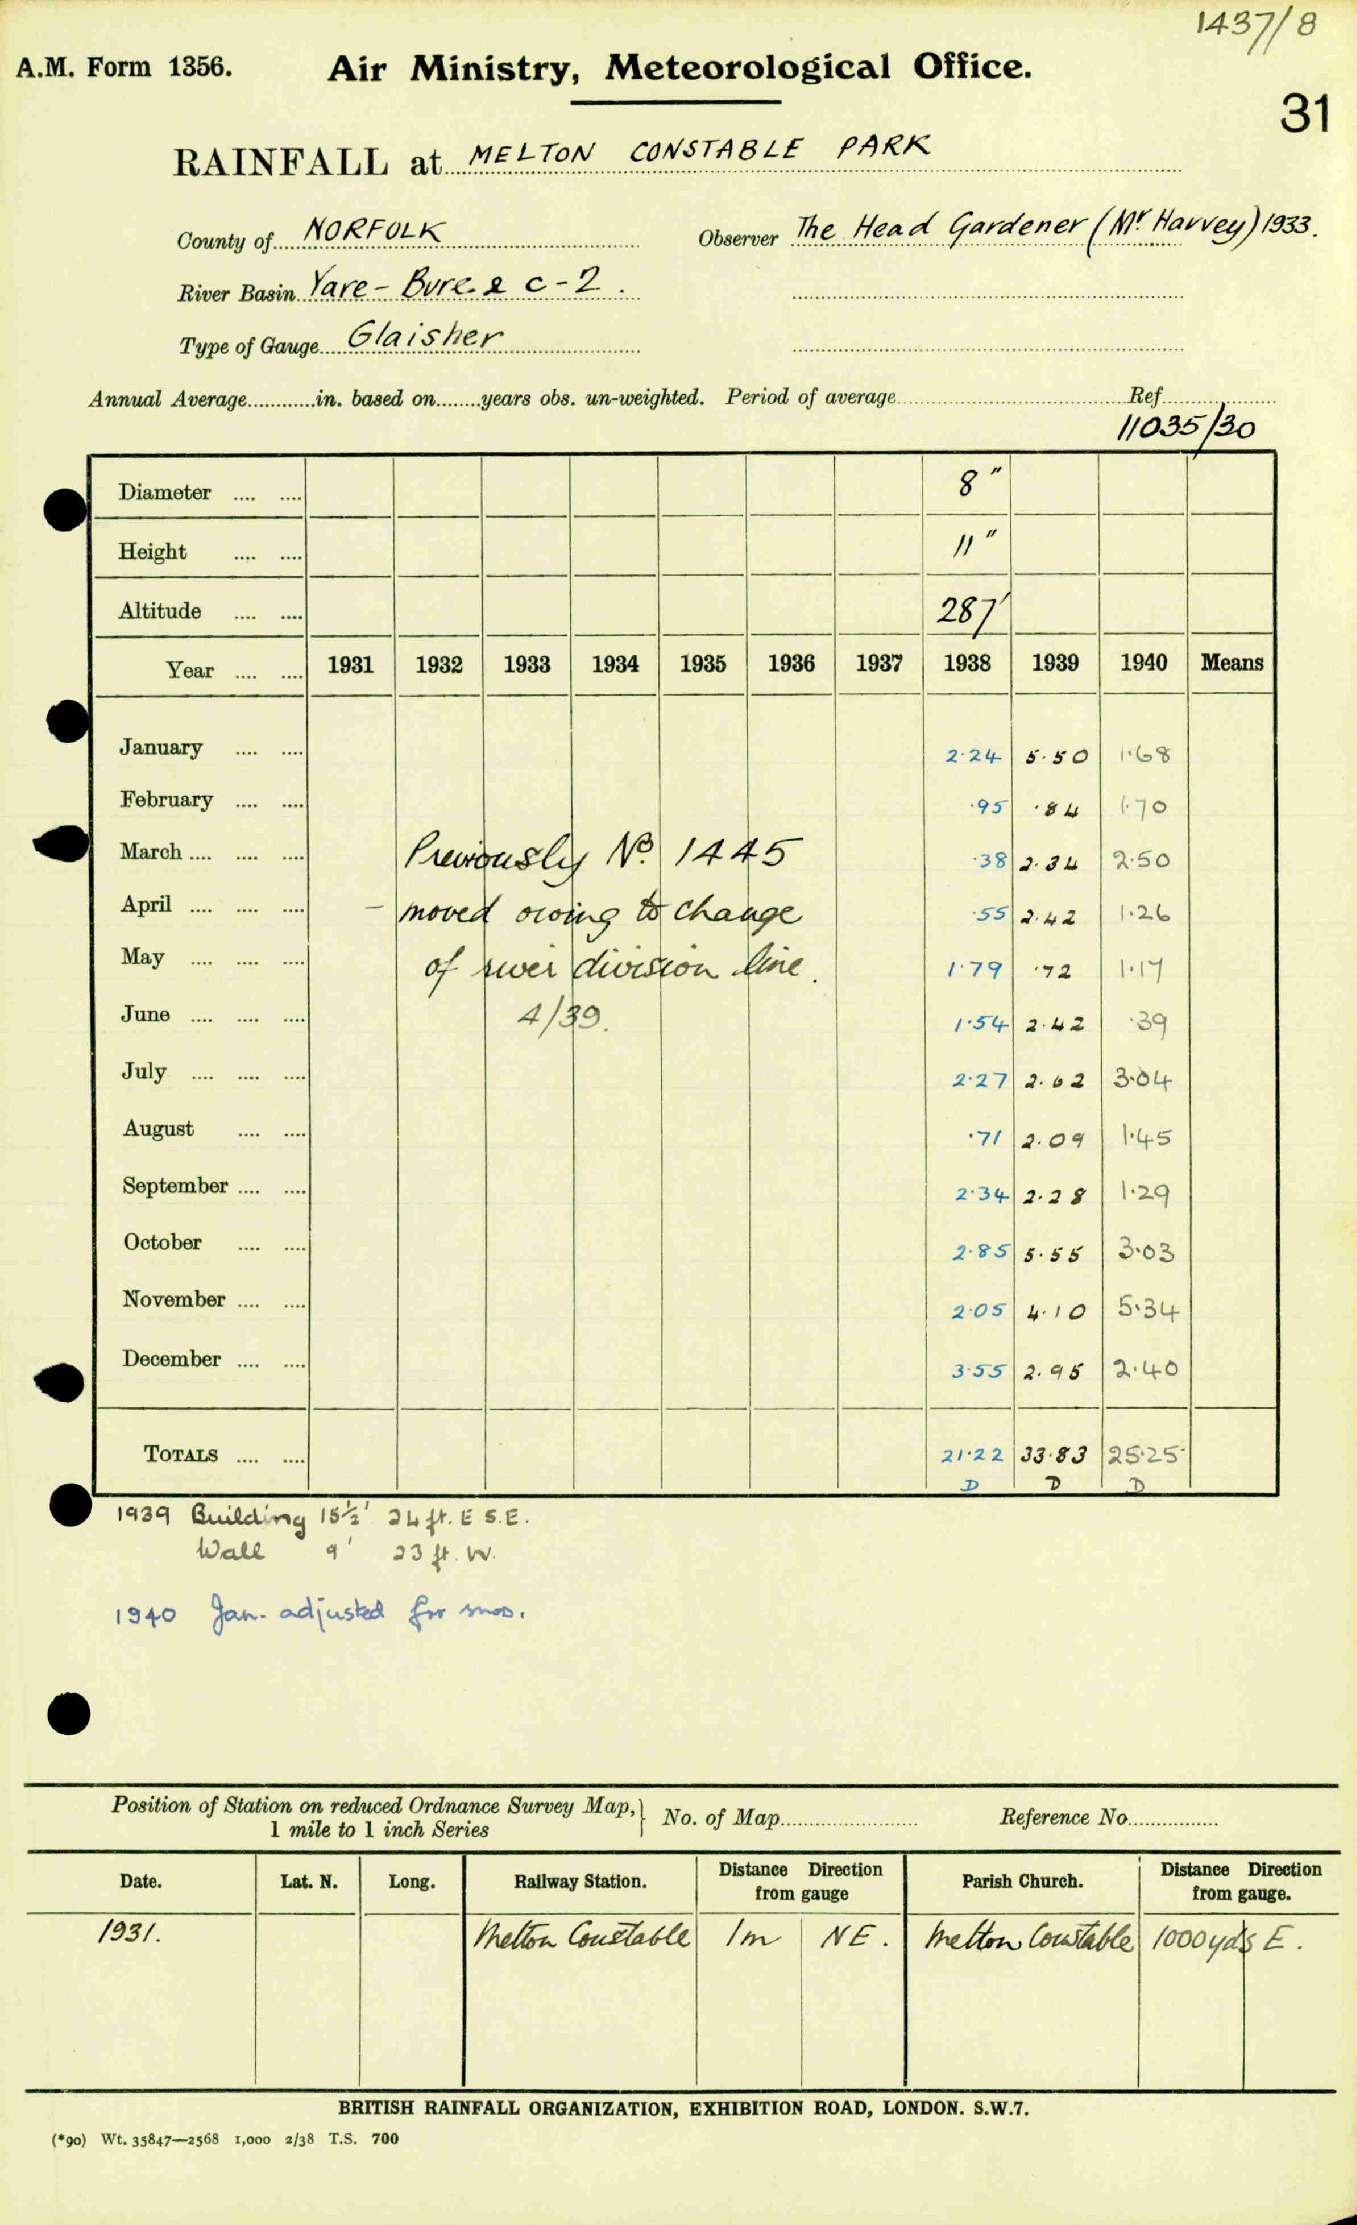 1437/8
A.M. Form 1356. Air Ministry, Meteorological Office.
31
RAINFALL at MELTON CONSTABLE PARK
County of NORFOLK Observer The Head Gardener (Mr Harvey) 1933.
River Basin Yare - Bure & c - 2.
Type of Gauge Glaisher
Annual Average in. based on years obs. un-weighted. Period of average Ref
11035/30
Diameter 8"
Height 11"
Altitude 287'
Year 1931 1932 1933 1934 1935 1936 1937 1938 1939 1940 Means
January 2.24 5.50 1.68
February .95 .84 1.70
March .38 2.34 2.50
Previously No. 1445
April .55 2.42 1.26
- moved owing to change
May 1.79 .72 1.17
of river division line.
June 1.54 2.42 .39
4/39.
July 2.27 2.62 3.04
August .71 2.09 1.45
September 2.34 2.28 1.29
October 2.85 5.55 3.03
November 2.05 4.10 5.34
December 3.55 2.95 2.40
TOTALS 21.22 33.83 25.25
D D D
1939 Building 15½' 24 ft. E S.E.
Wall 9' 23 ft. W.
1940 Jan. adjusted for
Position of Station on reduced Ordnance Survey Map, 1 mile to 1 inch Series } No. of Map Reference No.
Date. Lat. N. Long. Railway Station. Distance Direction from gauge Parish Church. Distance Direction from gauge.
1931. Melton Constable 1m NE. Melton Constable 1000 yds E.
BRITISH RAINFALL ORGANIZATION, EXHIBITION ROAD, LONDON. S.W.7.
(*90) Wt. 35847—2568 1,000 2/38 T.S. 700